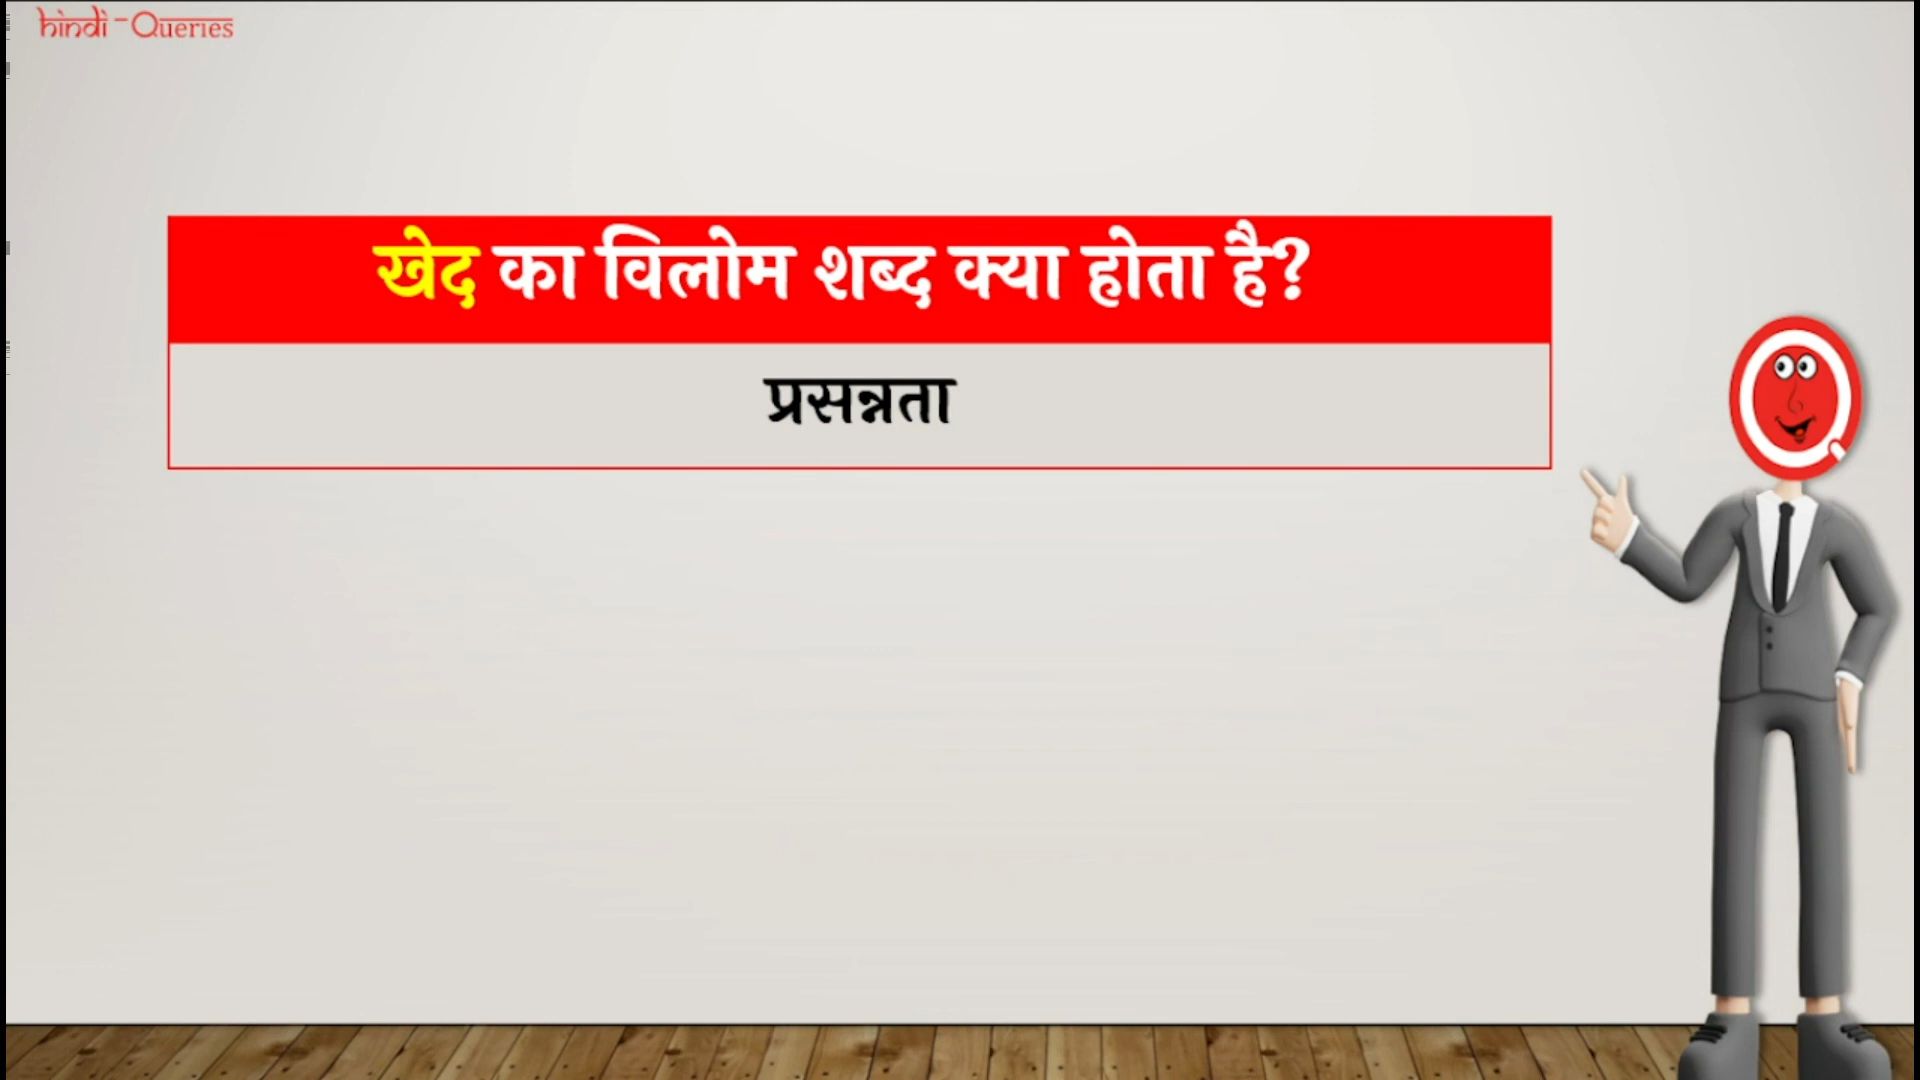 hindi-Queries
खेद का विलोम शब्द क्या होता है?
प्रसन्नता